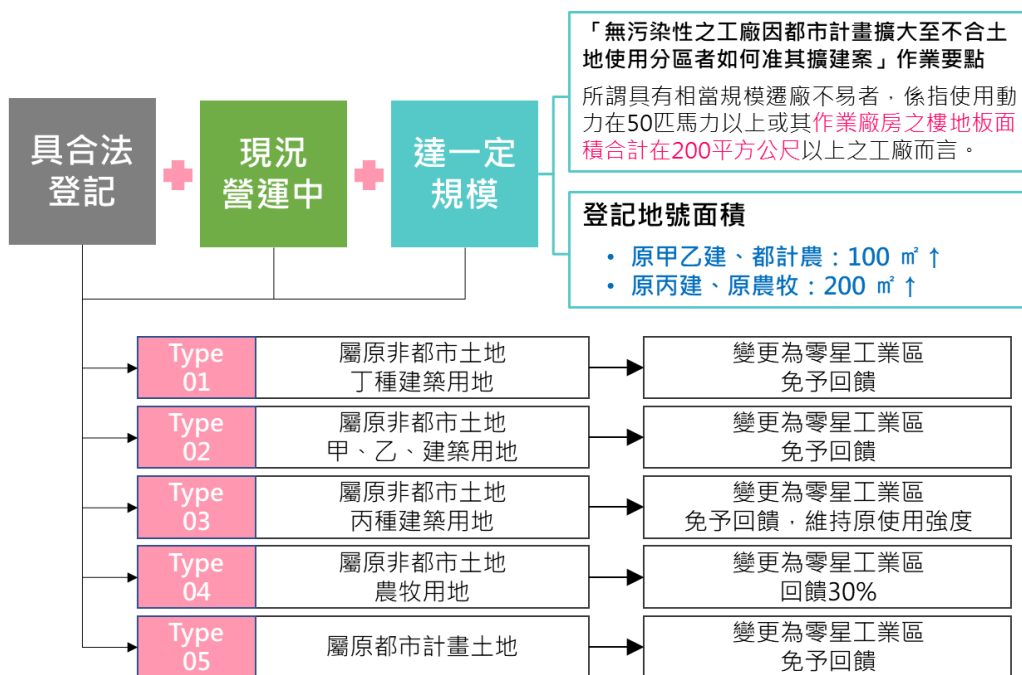 「無污染性之工廠因都市計畫擴大至不合土
地使用分區者如何准其擴建案」作業要點
所謂具有相當規模遷廠不易者，係指使用動
力在50匹馬力以上或其作業廠房之樓地板面
積合計在200平方公尺以上之工廠而言。
具合法
登記
現況
營運中
達一定
規模
登記地號面積
• 原甲乙建、都計農：100 ㎡↑
• 原丙建、原農牧：200 ㎡↑
Type
01
屬原非都市土地
丁種建築用地
變更為零星工業區
免予回饋
Type
02
屬原非都市土地
甲、乙、建築用地
變更為零星工業區
免予回饋
Type
03
屬原非都市土地
丙種建築用地
變更為零星工業區
免予回饋，維持原使用強度
Type
04
屬原非都市土地
農牧用地
變更為零星工業區
回饋30%
Type
05
屬原都市計畫土地
變更為零星工業區
免予回饋